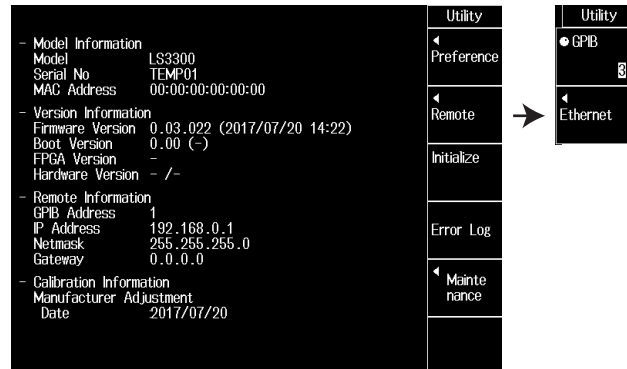 - Model Information
Model LS3300
Serial No TEMP01
MAC Address 00:00:00:00:00:00
- Version Information
Firmware Version 0.03.022 (2017/07/20 14:22)
Boot Version 0.00 (-)
FPGA Version -
Hardware Version - /-
- Remote Information
GPIB Address 1
IP Address 192.168.0.1
Netmask 255.255.255.0
Gateway 0.0.0.0
- Calibration Information
Manufacturer Adjustment
Date :2017/07/20
Utility
Preference
Remote
Initialize
Error Log
Mainte
nance
Utility
GPIB
3
Ethernet